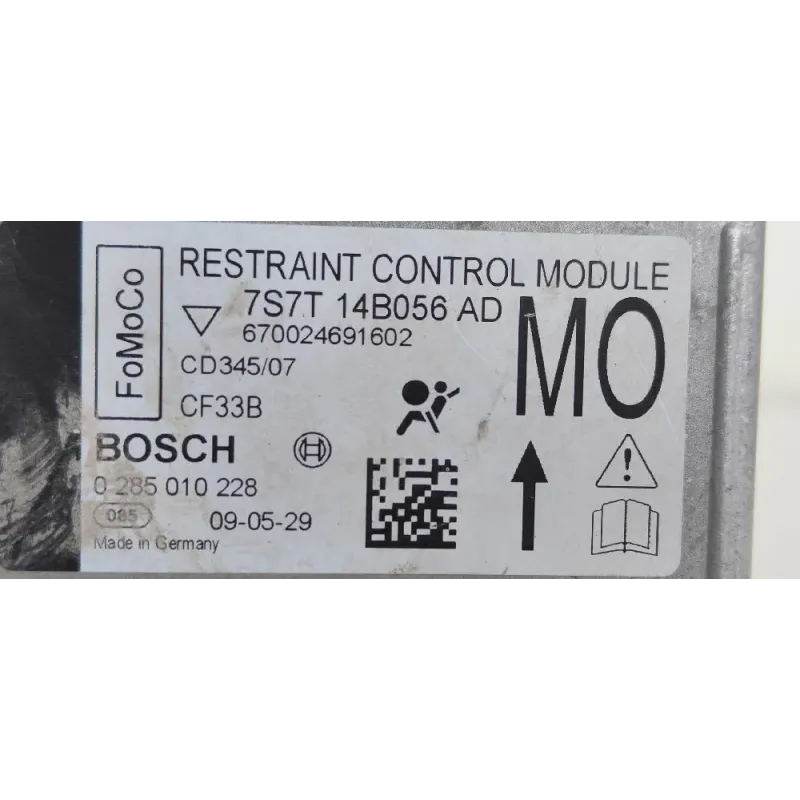 FoMoCo
RESTRAINT CONTROL MODULE
7S7T 14B056 AD
670024691602
MO
CD345/07
CF33B
BOSCH
0 285 010 228
085
09-05-29
Made in Germany